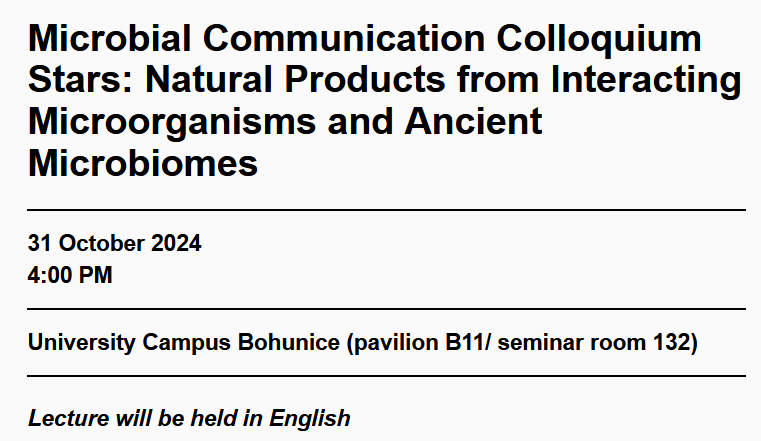 Microbial Communication Colloquium
Stars: Natural Products from Interacting
Microorganisms and Ancient
Microbiomes
31 October 2024
4:00 PM
University Campus Bohunice (pavilion B11/ seminar room 132)
Lecture will be held in English